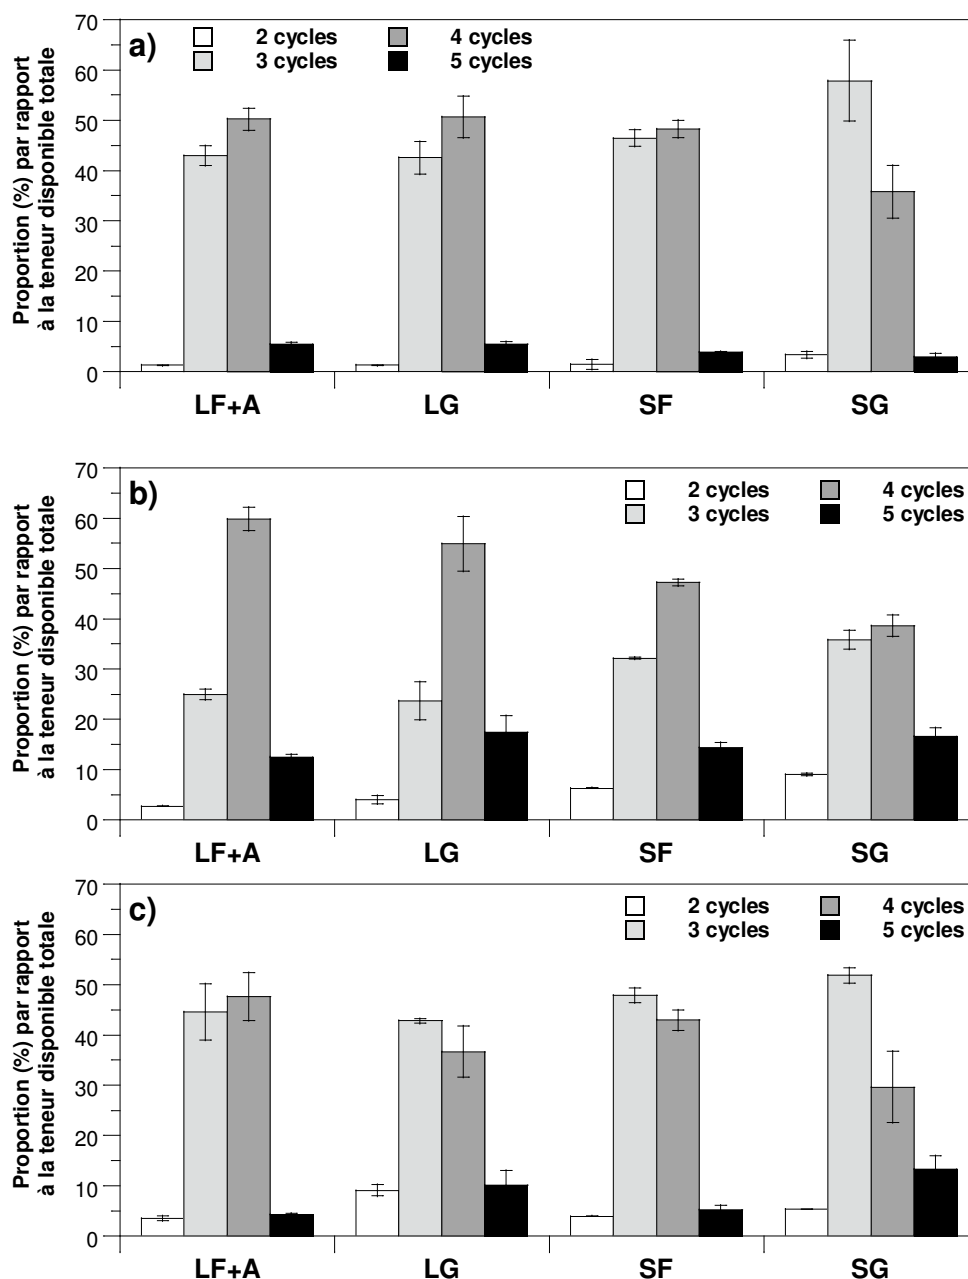 Proportion (%) par rapport
à la teneur disponible totale
a)
2 cycles
4 cycles
3 cycles
5 cycles
70
60
50
40
30
20
10
0
LF+A
LG
SF
SG
Proportion (%) par rapport
à la teneur disponible totale
b)
2 cycles
4 cycles
3 cycles
5 cycles
70
60
50
40
30
20
10
0
LF+A
LG
SF
SG
Proportion (%) par rapport
à la teneur disponible totale
c)
2 cycles
4 cycles
3 cycles
5 cycles
70
60
50
40
30
20
10
0
LF+A
LG
SF
SG